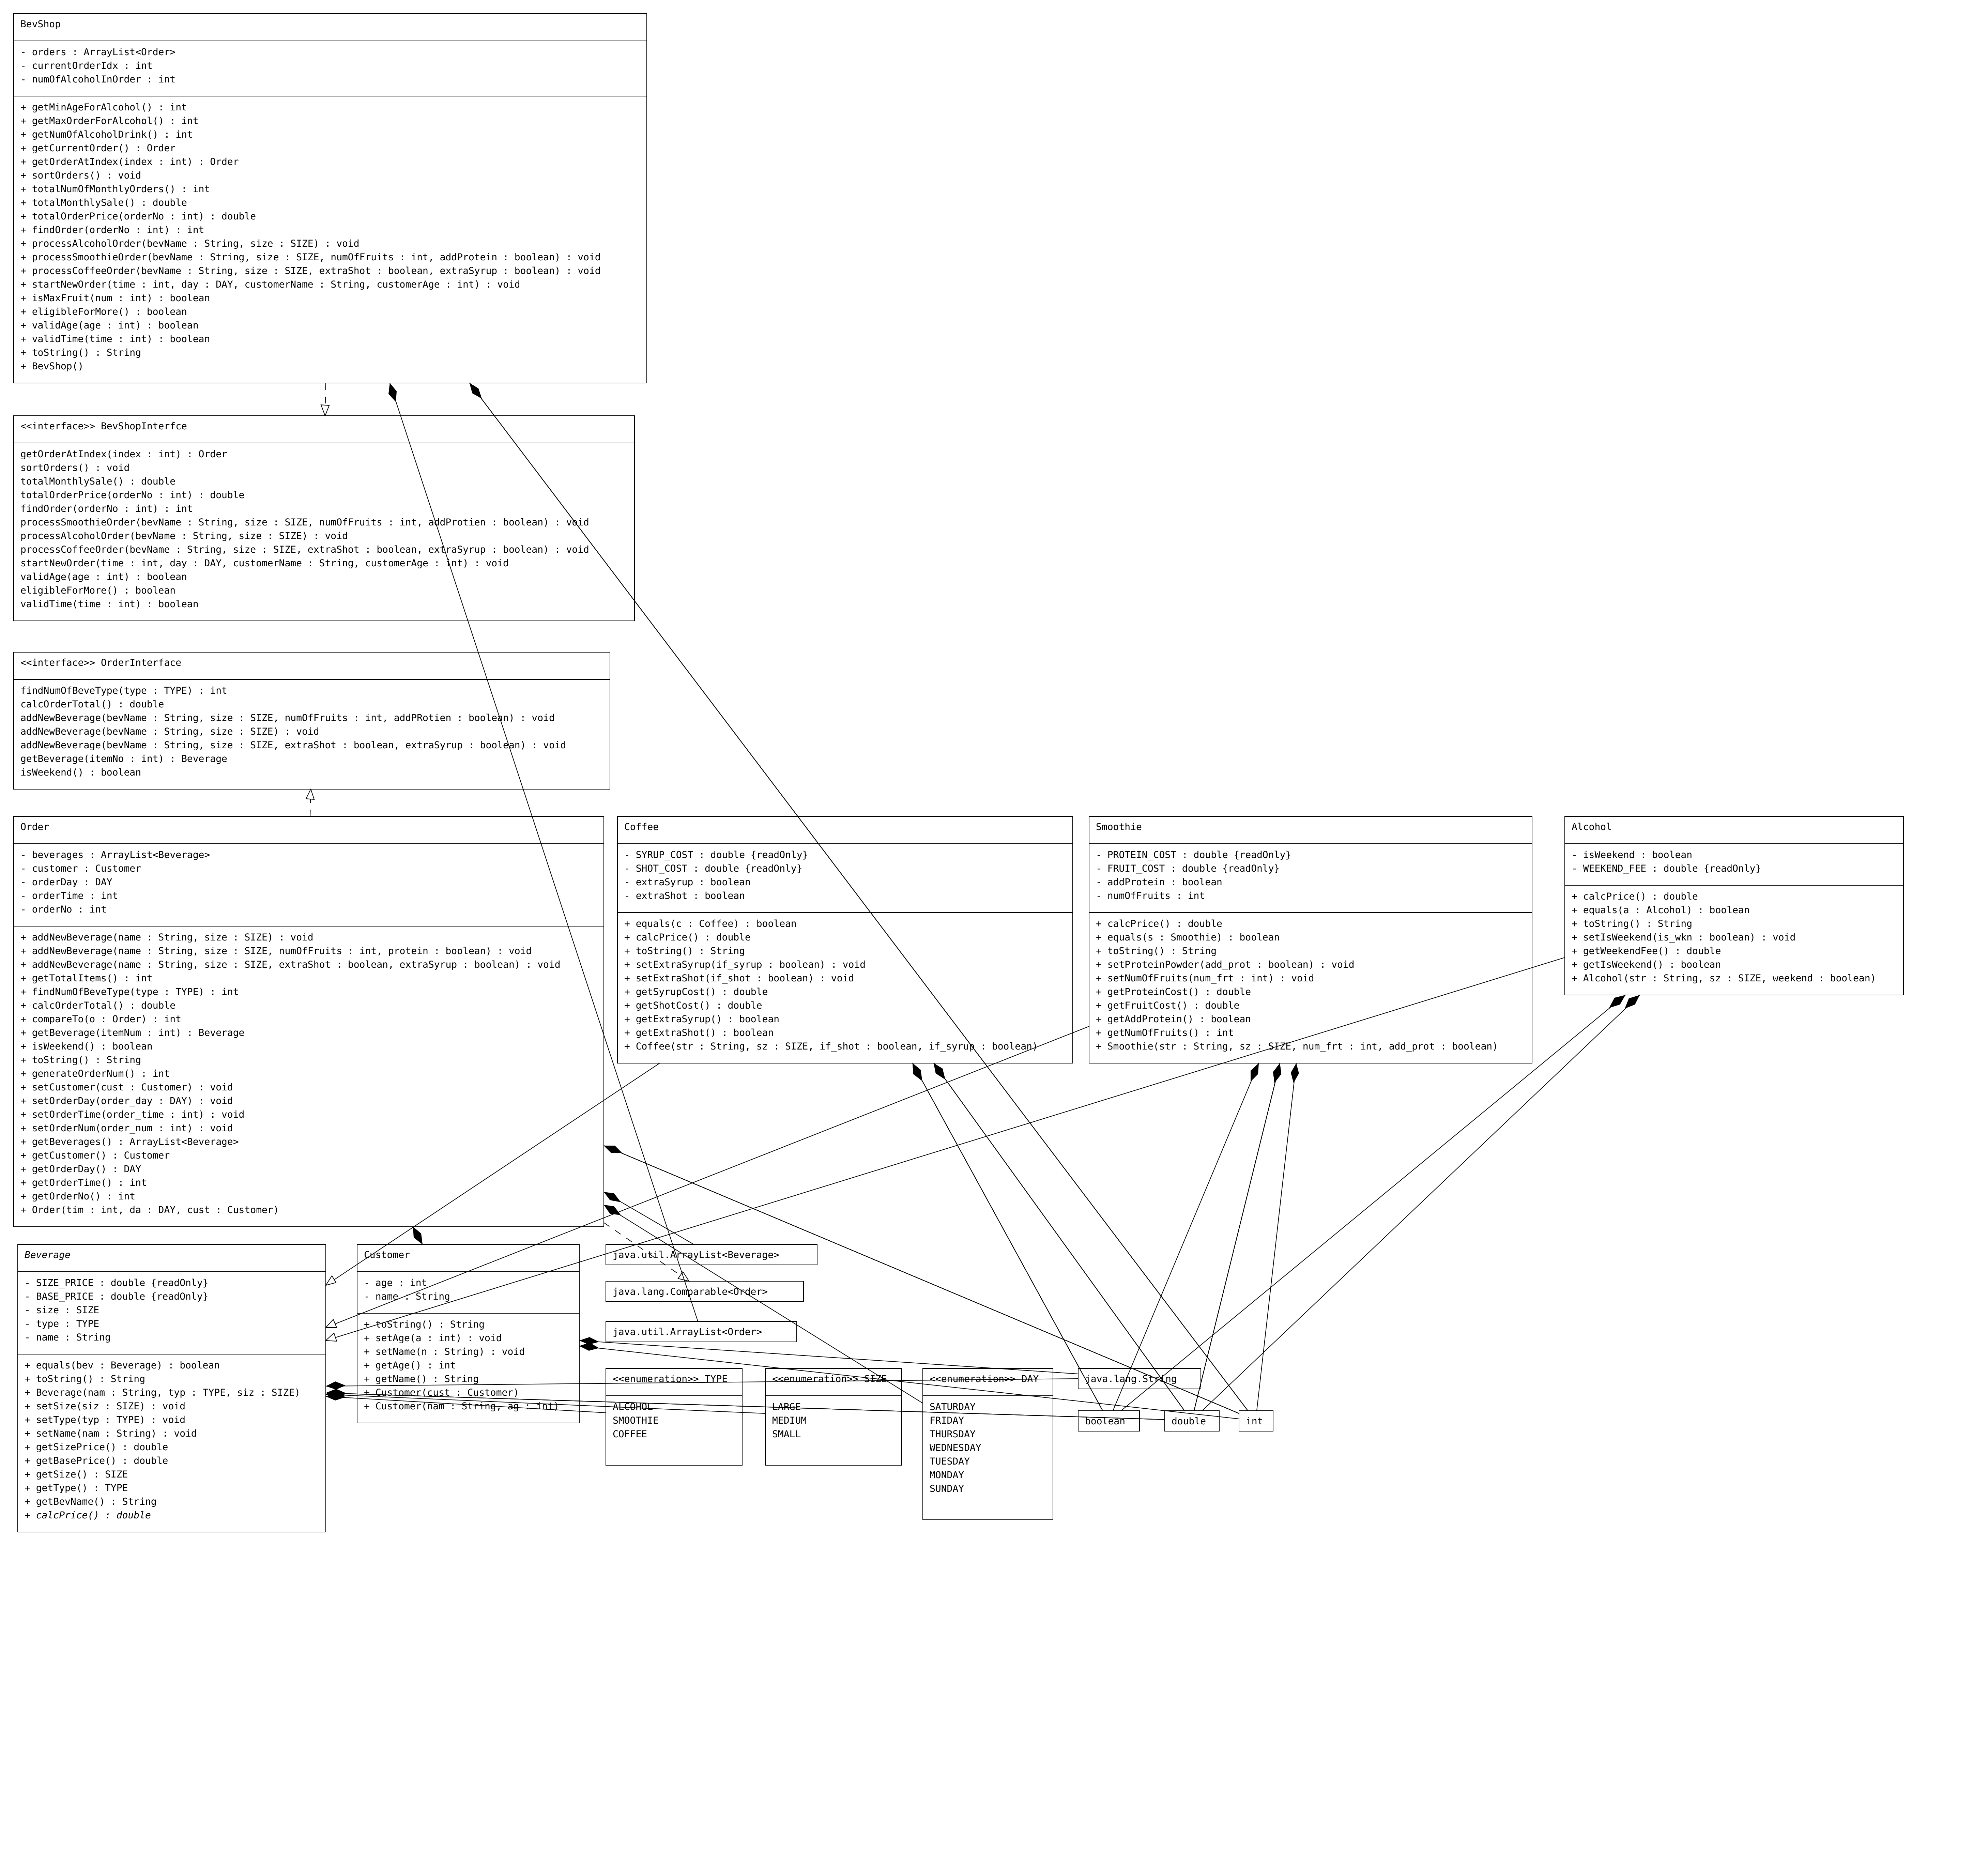 BevShop
- orders : ArrayList<Order>
- currentOrderIdx : int
- numOfAlcoholInOrder : int
+ getMinAgeForAlcohol() : int
+ getMaxOrderForAlcohol() : int
+ getNumOfAlcoholDrink() : int
+ getCurrentOrder() : Order
+ getOrderAtIndex(index : int) : Order
+ sortOrders() : void
+ totalNumOfMonthlyOrders() : int
+ totalMonthlySale() : double
+ totalOrderPrice(orderNo : int) : double
+ findOrder(orderNo : int) : int
+ processAlcoholOrder(bevName : String, size : SIZE) : void
+ processSmoothieOrder(bevName : String, size : SIZE, numOfFruits : int, addProtein : boolean) : void
+ processCoffeeOrder(bevName : String, size : SIZE, extraShot : boolean, extraSyrup : boolean) : void
+ startNewOrder(time : int, day : DAY, customerName : String, customerAge : int) : void
+ isMaxFruit(num : int) : boolean
+ eligibleForMore() : boolean
+ validAge(age : int) : boolean
+ validTime(time : int) : boolean
+ toString() : String
+ BevShop()
<<interface>> BevShopInterfce
getOrderAtIndex(index : int) : Order
sortOrders() : void
totalMonthlySale() : double
totalOrderPrice(orderNo : int) : double
findOrder(orderNo : int) : int
processSmoothieOrder(bevName : String, size : SIZE, numOfFruits : int, addProtien : boolean) : void
processAlcoholOrder(bevName : String, size : SIZE) : void
processCoffeeOrder(bevName : String, size : SIZE, extraShot : boolean, extraSyrup : boolean) : void
startNewOrder(time : int, day : DAY, customerName : String, customerAge : int) : void
validAge(age : int) : boolean
eligibleForMore() : boolean
validTime(time : int) : boolean
<<interface>> OrderInterface
findNumOfBeveType(type : TYPE) : int
calcOrderTotal() : double
addNewBeverage(bevName : String, size : SIZE, numOfFruits : int, addPRotien : boolean) : void
addNewBeverage(bevName : String, size : SIZE) : void
addNewBeverage(bevName : String, size : SIZE, extraShot : boolean, extraSyrup : boolean) : void
getBeverage(itemNo : int) : Beverage
isWeekend() : boolean
Order
- beverages : ArrayList<Beverage>
- customer : Customer
- orderDay : DAY
- orderTime : int
- orderNo : int
+ addNewBeverage(name : String, size : SIZE) : void
+ addNewBeverage(name : String, size : SIZE, numOfFruits : int, protein : boolean) : void
+ addNewBeverage(name : String, size : SIZE, extraShot : boolean, extraSyrup : boolean) : void
+ getTotalItems() : int
+ findNumOfBeveType(type : TYPE) : int
+ calcOrderTotal() : double
+ compareTo(o : Order) : int
+ getBeverage(itemNum : int) : Beverage
+ isWeekend() : boolean
+ toString() : String
+ generateOrderNum() : int
+ setCustomer(cust : Customer) : void
+ setOrderDay(order_day : DAY) : void
+ setOrderTime(order_time : int) : void
+ setOrderNum(order_num : int) : void
+ getBeverages() : ArrayList<Beverage>
+ getCustomer() : Customer
+ getOrderDay() : DAY
+ getOrderTime() : int
+ getOrderNo() : int
+ Order(tim : int, da : DAY, cust : Customer)
Coffee
- SYRUP_COST : double {readOnly}
- SHOT_COST : double {readOnly}
- extraSyrup : boolean
- extraShot : boolean
+ equals(c : Coffee) : boolean
+ calcPrice() : double
+ toString() : String
+ setExtraSyrup(if_syrup : boolean) : void
+ setExtraShot(if_shot : boolean) : void
+ getSyrupCost() : double
+ getShotCost() : double
+ getExtraSyrup() : boolean
+ getExtraShot() : boolean
+ Coffee(str : String, sz : SIZE, if_shot : boolean, if_syrup : boolean)
Smoothie
- PROTEIN_COST : double {readOnly}
- FRUIT_COST : double {readOnly}
- addProtein : boolean
- numOfFruits : int
+ calcPrice() : double
+ equals(s : Smoothie) : boolean
+ toString() : String
+ setProteinPowder(add_prot : boolean) : void
+ setNumOfFruits(num_frt : int) : void
+ getProteinCost() : double
+ getFruitCost() : double
+ getAddProtein() : boolean
+ getNumOfFruits() : int
+ Smoothie(str : String, sz : SIZE, num_frt : int, add_prot : boolean)
Alcohol
- isWeekend : boolean
- WEEKEND_FEE : double {readOnly}
+ calcPrice() : double
+ equals(a : Alcohol) : boolean
+ toString() : String
+ setIsWeekend(is_wkn : boolean) : void
+ getWeekendFee() : double
+ getIsWeekend() : boolean
+ Alcohol(str : String, sz : SIZE, weekend : boolean)
Beverage
- SIZE_PRICE : double {readOnly}
- BASE_PRICE : double {readOnly}
- size : SIZE
- type : TYPE
- name : String
+ equals(bev : Beverage) : boolean
+ toString() : String
+ Beverage(nam : String, typ : TYPE, siz : SIZE)
+ setSize(siz : SIZE) : void
+ setType(typ : TYPE) : void
+ setName(nam : String) : void
+ getSizePrice() : double
+ getBasePrice() : double
+ getSize() : SIZE
+ getType() : TYPE
+ getBevName() : String
+ calcPrice() : double
Customer
- age : int
- name : String
+ toString() : String
+ setAge(a : int) : void
+ setName(n : String) : void
+ getAge() : int
+ getName() : String
+ Customer(cust : Customer)
+ Customer(nam : String, ag : int)
java.util.ArrayList<Beverage>
java.lang.Comparable<Order>
java.util.ArrayList<Order>
<<enumeration>> TYPE
ALCOHOL
SMOOTHIE
COFFEE
<<enumeration>> SIZE
LARGE
MEDIUM
SMALL
<<enumeration>> DAY
SATURDAY
FRIDAY
THURSDAY
WEDNESDAY
TUESDAY
MONDAY
SUNDAY
java.lang.String
boolean
double
int